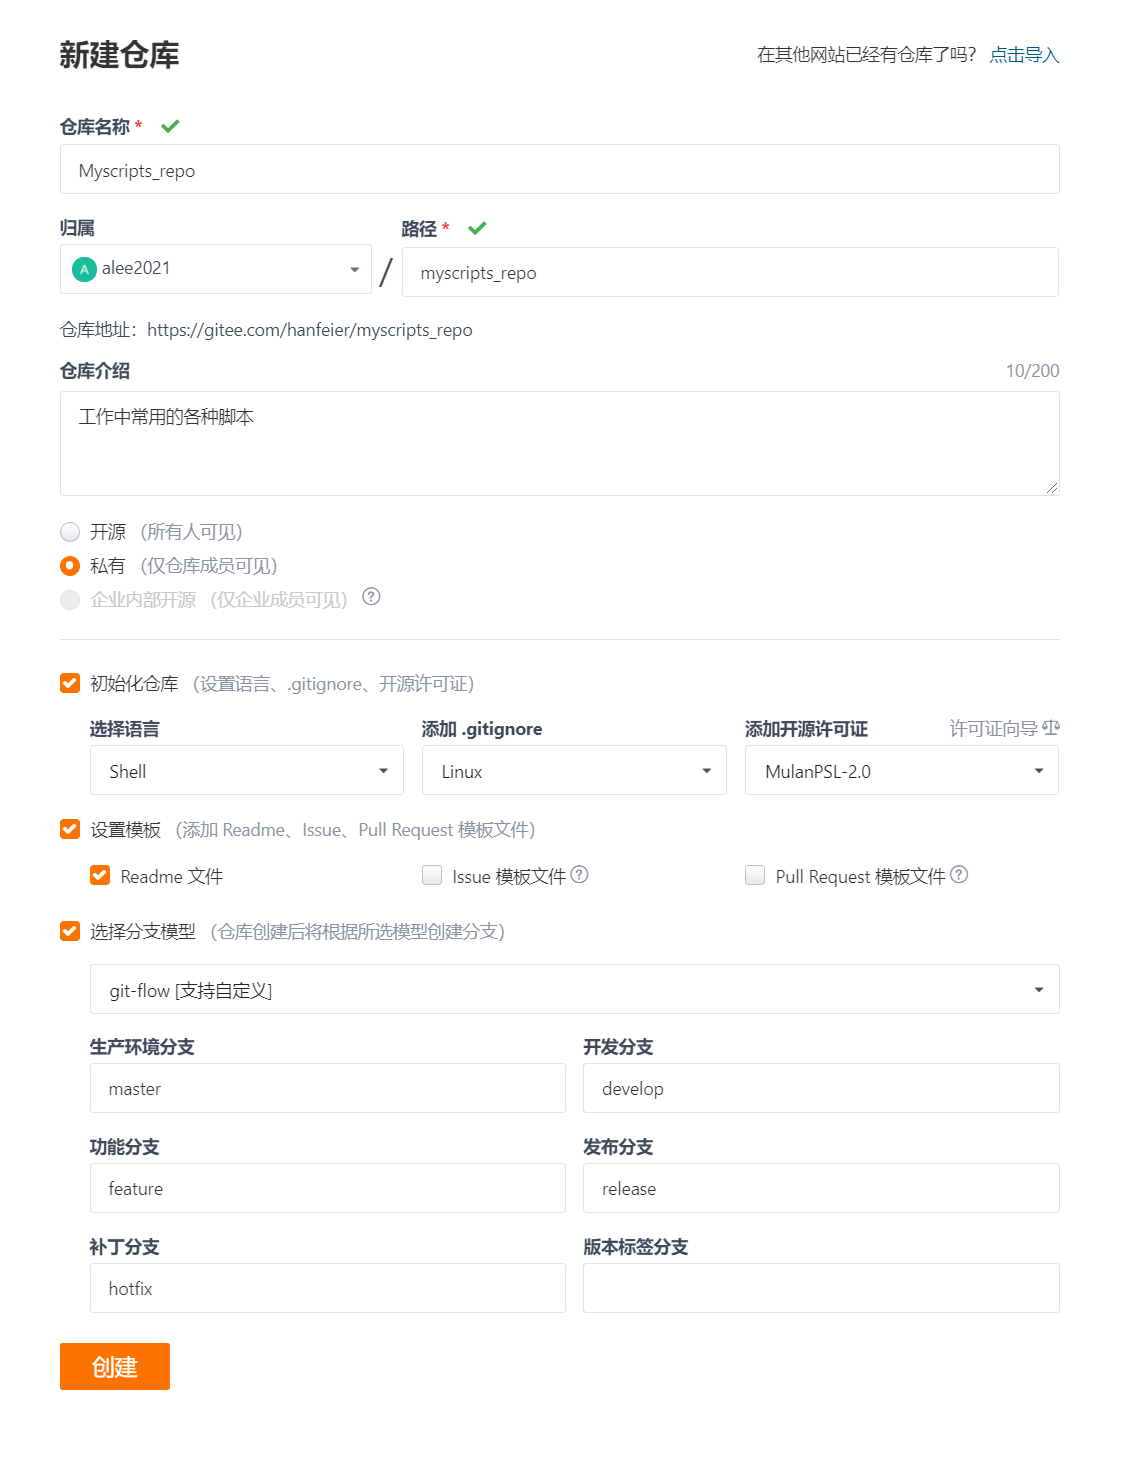 新建仓库
在其他网站已经有仓库了吗? 点击导入
仓库名称 *
Myscripts_repo
归属 路径 *
A alee2021 / myscripts_repo
仓库地址：https://gitee.com/hanfeier/myscripts_repo
仓库介绍 10/200
工作中常用的各种脚本
开源 （所有人可见）
私有 （仅仓库成员可见）
企业内部开源 （仅企业成员可见） ?
初始化仓库 （设置语言、.gitignore、开源许可证）
选择语言 添加 .gitignore 添加开源许可证 许可证向导
Shell Linux MulanPSL-2.0
设置模板 （添加 Readme、Issue、Pull Request 模板文件）
Readme 文件 Issue 模板文件 ? Pull Request 模板文件 ?
选择分支模型 （仓库创建后将根据所选模型创建分支）
git-flow [支持自定义]
生产环境分支 开发分支
master develop
功能分支 发布分支
feature release
补丁分支 版本标签分支
hotfix
创建